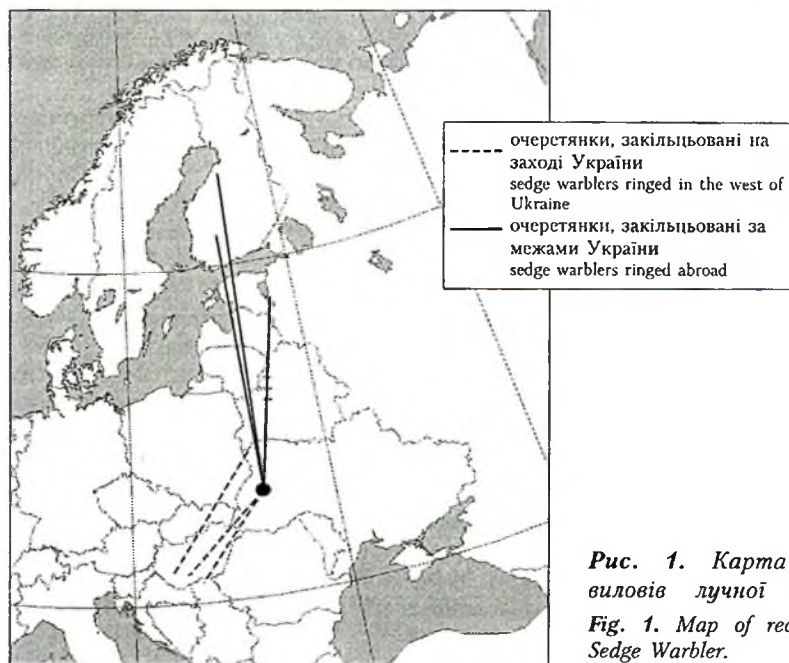 очеретянки, закільцьовані на
заході України
sedge warblers ringed in the west of
Ukraine
очеретянки, закільцьовані за
межами України
sedge warblers ringed abroad
Рис. 1. Карта
виловів лучної
Fig. 1. Map of rec
Sedge Warbler.